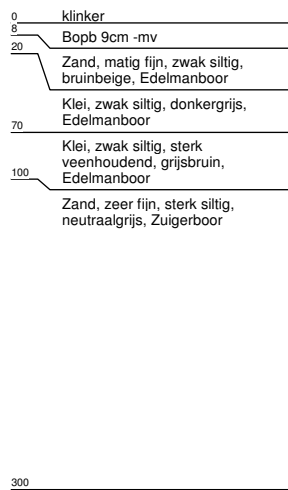 0 klinker
8 Bopb 9cm -mv
20 Zand, matig fijn, zwak siltig,
bruinbeige, Edelmanboor
Klei, zwak siltig, donkergrijs,
Edelmanboor
70
Klei, zwak siltig, sterk
veenhoudend, grijsbruin,
100 Edelmanboor
Zand, zeer fijn, sterk siltig,
neutraalgrijs, Zuigerboor
300